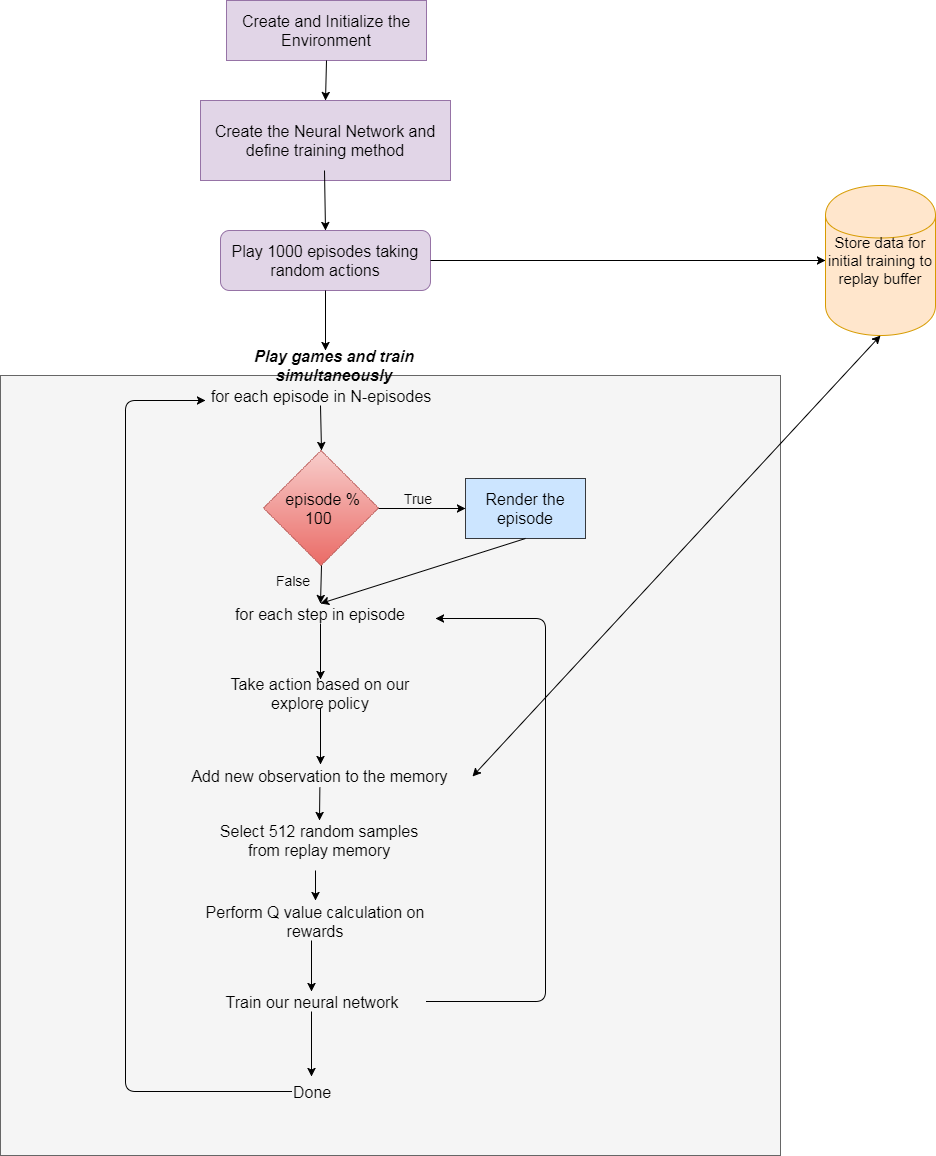 Create and Initialize the
Environment
Create the Neural Network and
define training method
Play 1000 episodes taking
random actions
Store data for
initial training to
replay buffer
Play games and train
simultaneously
for each episode in N-episodes
episode %
100
True
Render the
episode
False
for each step in episode
Take action based on our
explore policy
Add new observation to the memory
Select 512 random samples
from replay memory
Perform Q value calculation on
rewards
Train our neural network
Done